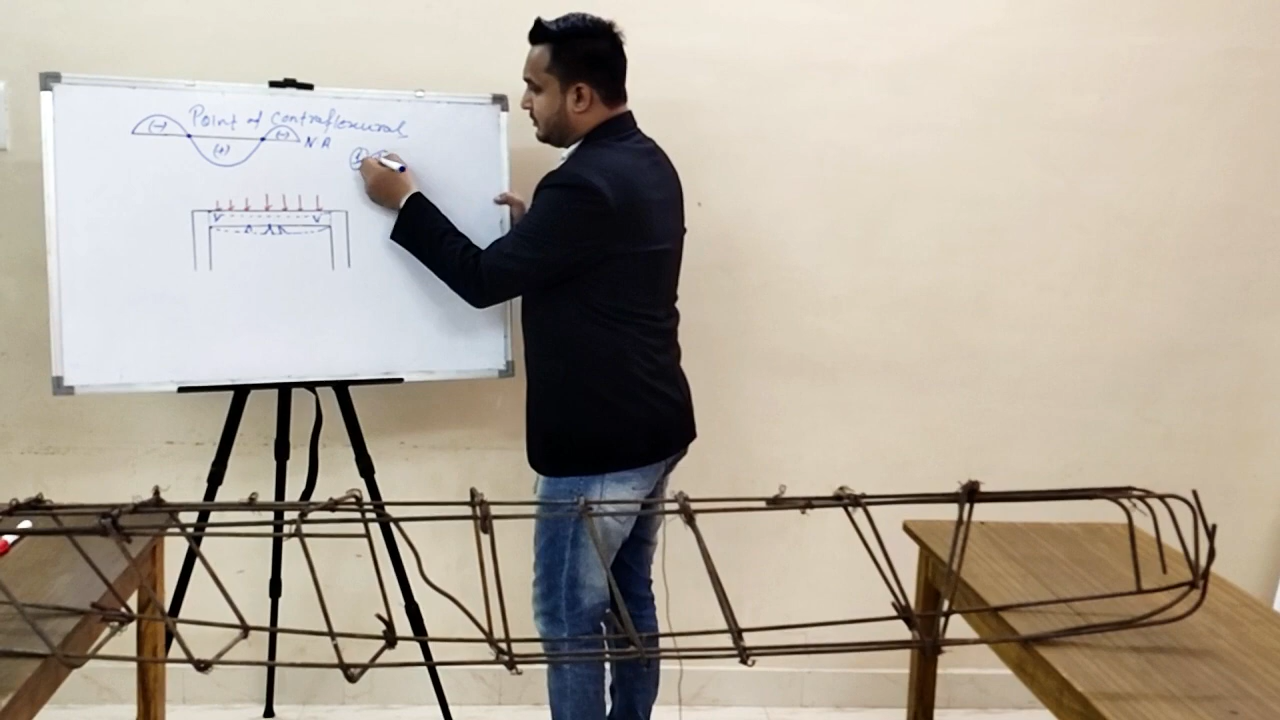 Point of contraflexural
(-) (+) (-) N A